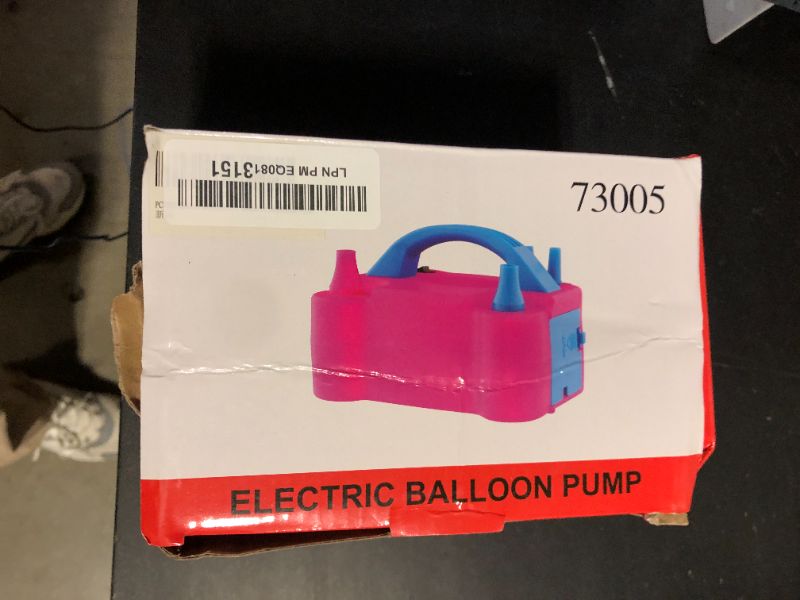 LPN PM EQ0813151
73005
ELECTRIC BALLOON PUMP